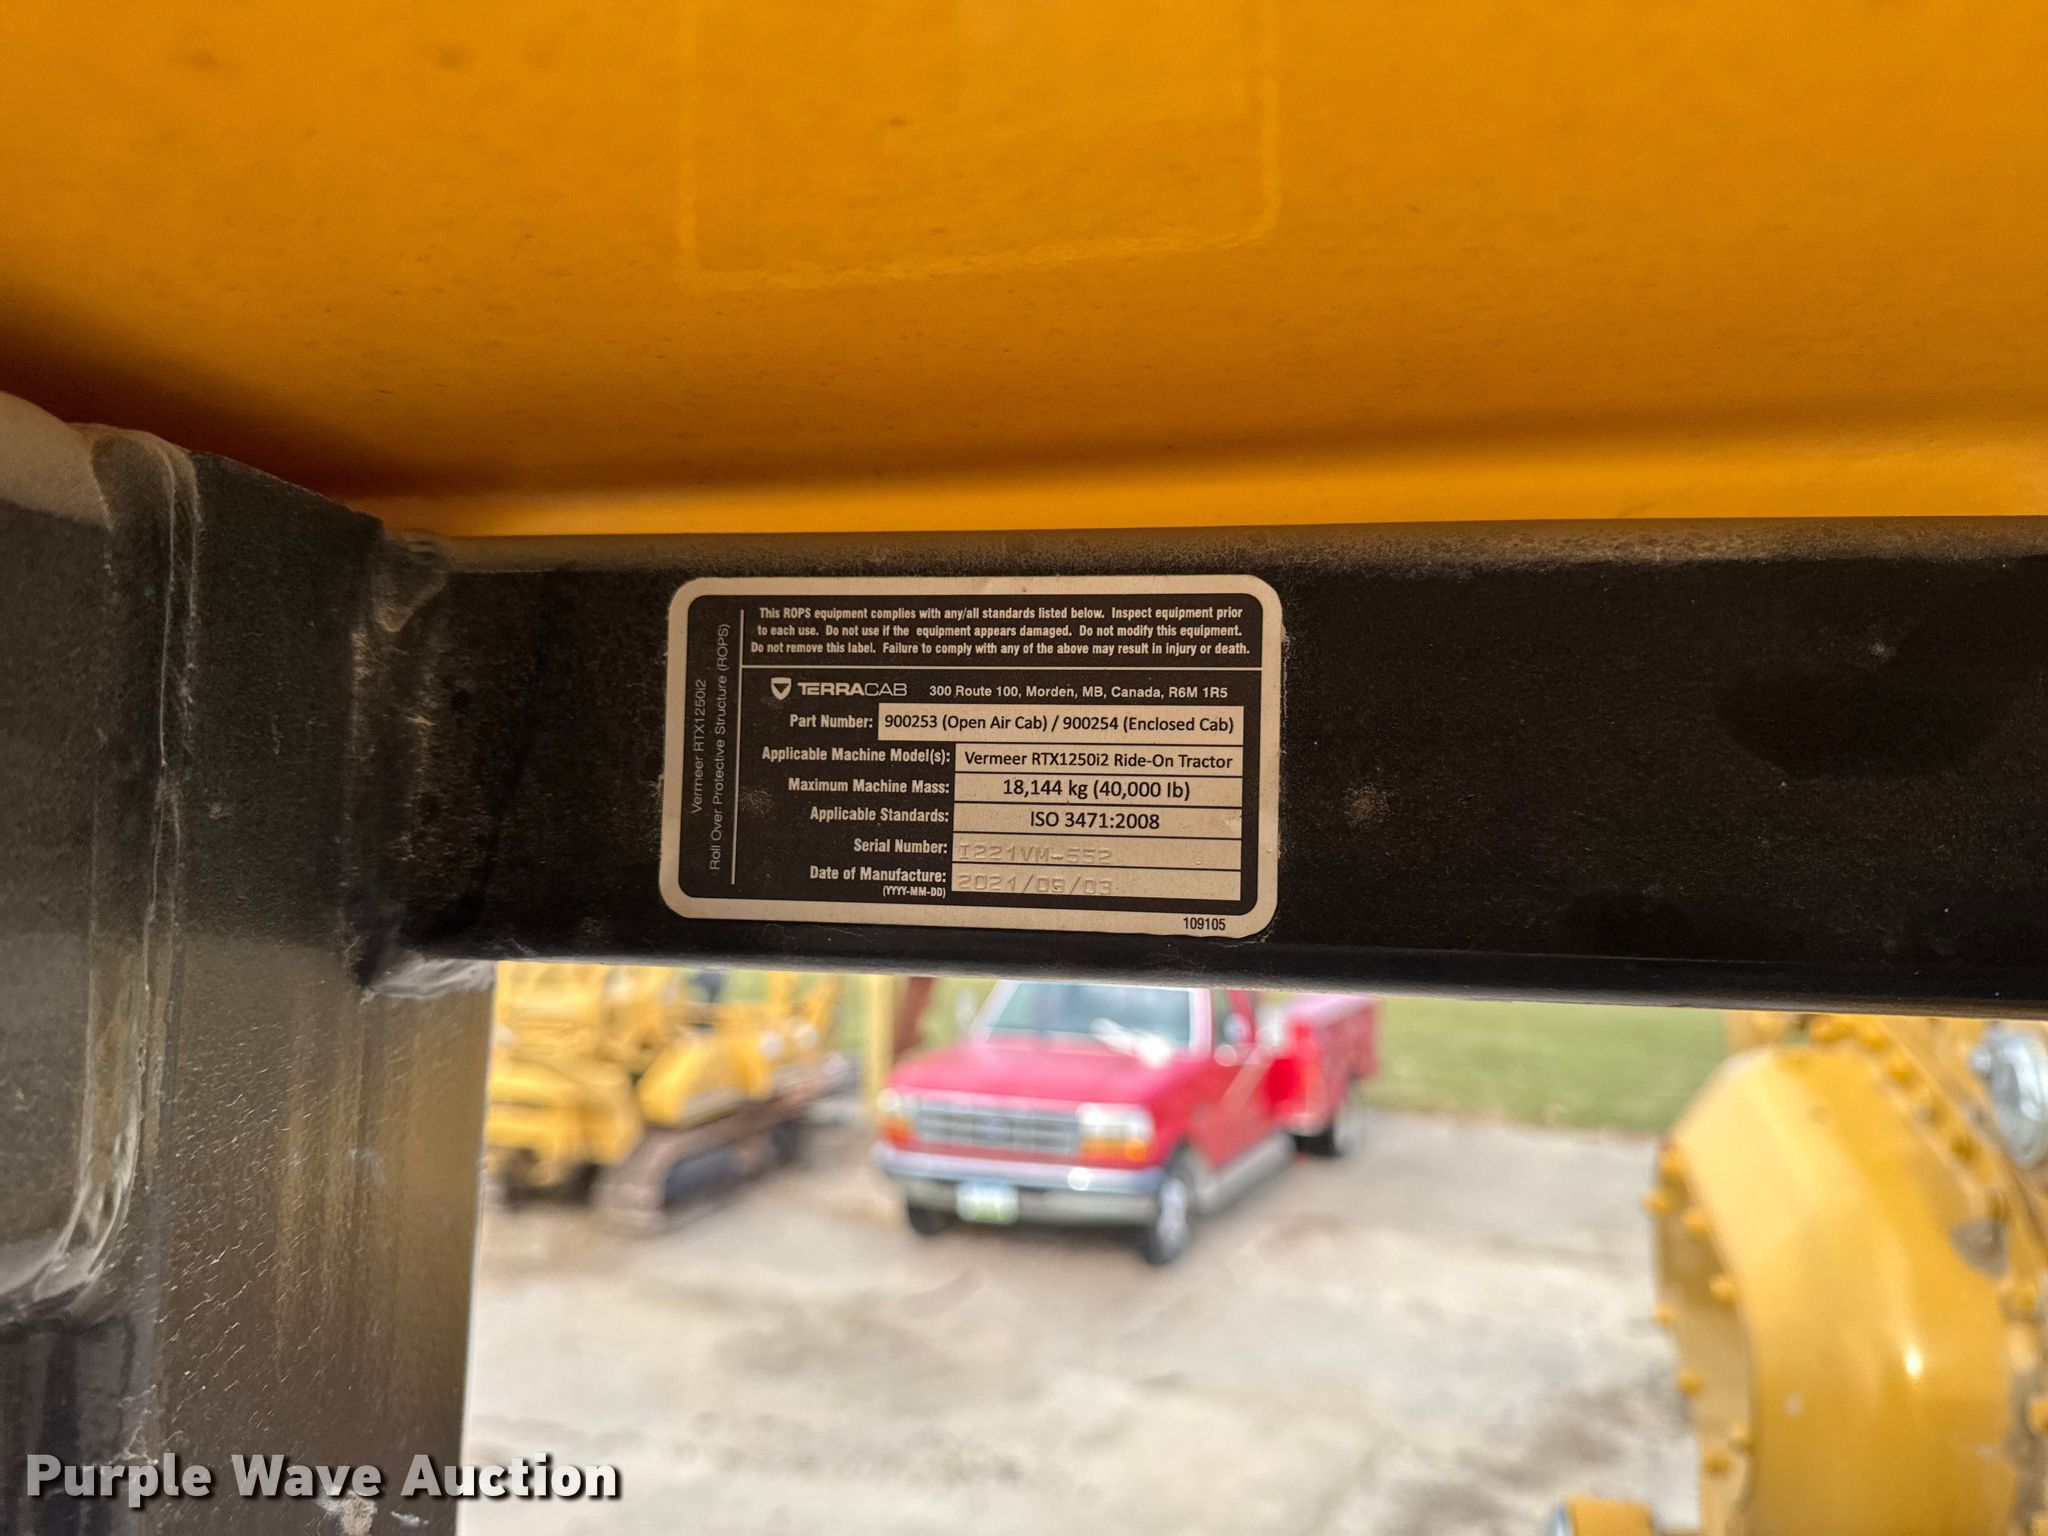 Vermeer RTX1250i2
Roll Over Protective Structure (ROPS)
This ROPS equipment complies with any/all standards listed below. Inspect equipment prior
to each use. Do not use if the equipment appears damaged. Do not modify this equipment.
Do not remove this label. Failure to comply with any of the above may result in injury or death.
TERRACAB 300 Route 100, Morden, MB, Canada, R6M 1R5
Part Number: 900253 (Open Air Cab) / 900254 (Enclosed Cab)
Applicable Machine Model(s): Vermeer RTX1250i2 Ride-On Tractor
Maximum Machine Mass: 18,144 kg (40,000 lb)
Applicable Standards: ISO 3471:2008
Serial Number: I221VM-552
Date of Manufacture: 2021/09/03
(YYYY-MM-DD)
109105
Purple Wave Auction